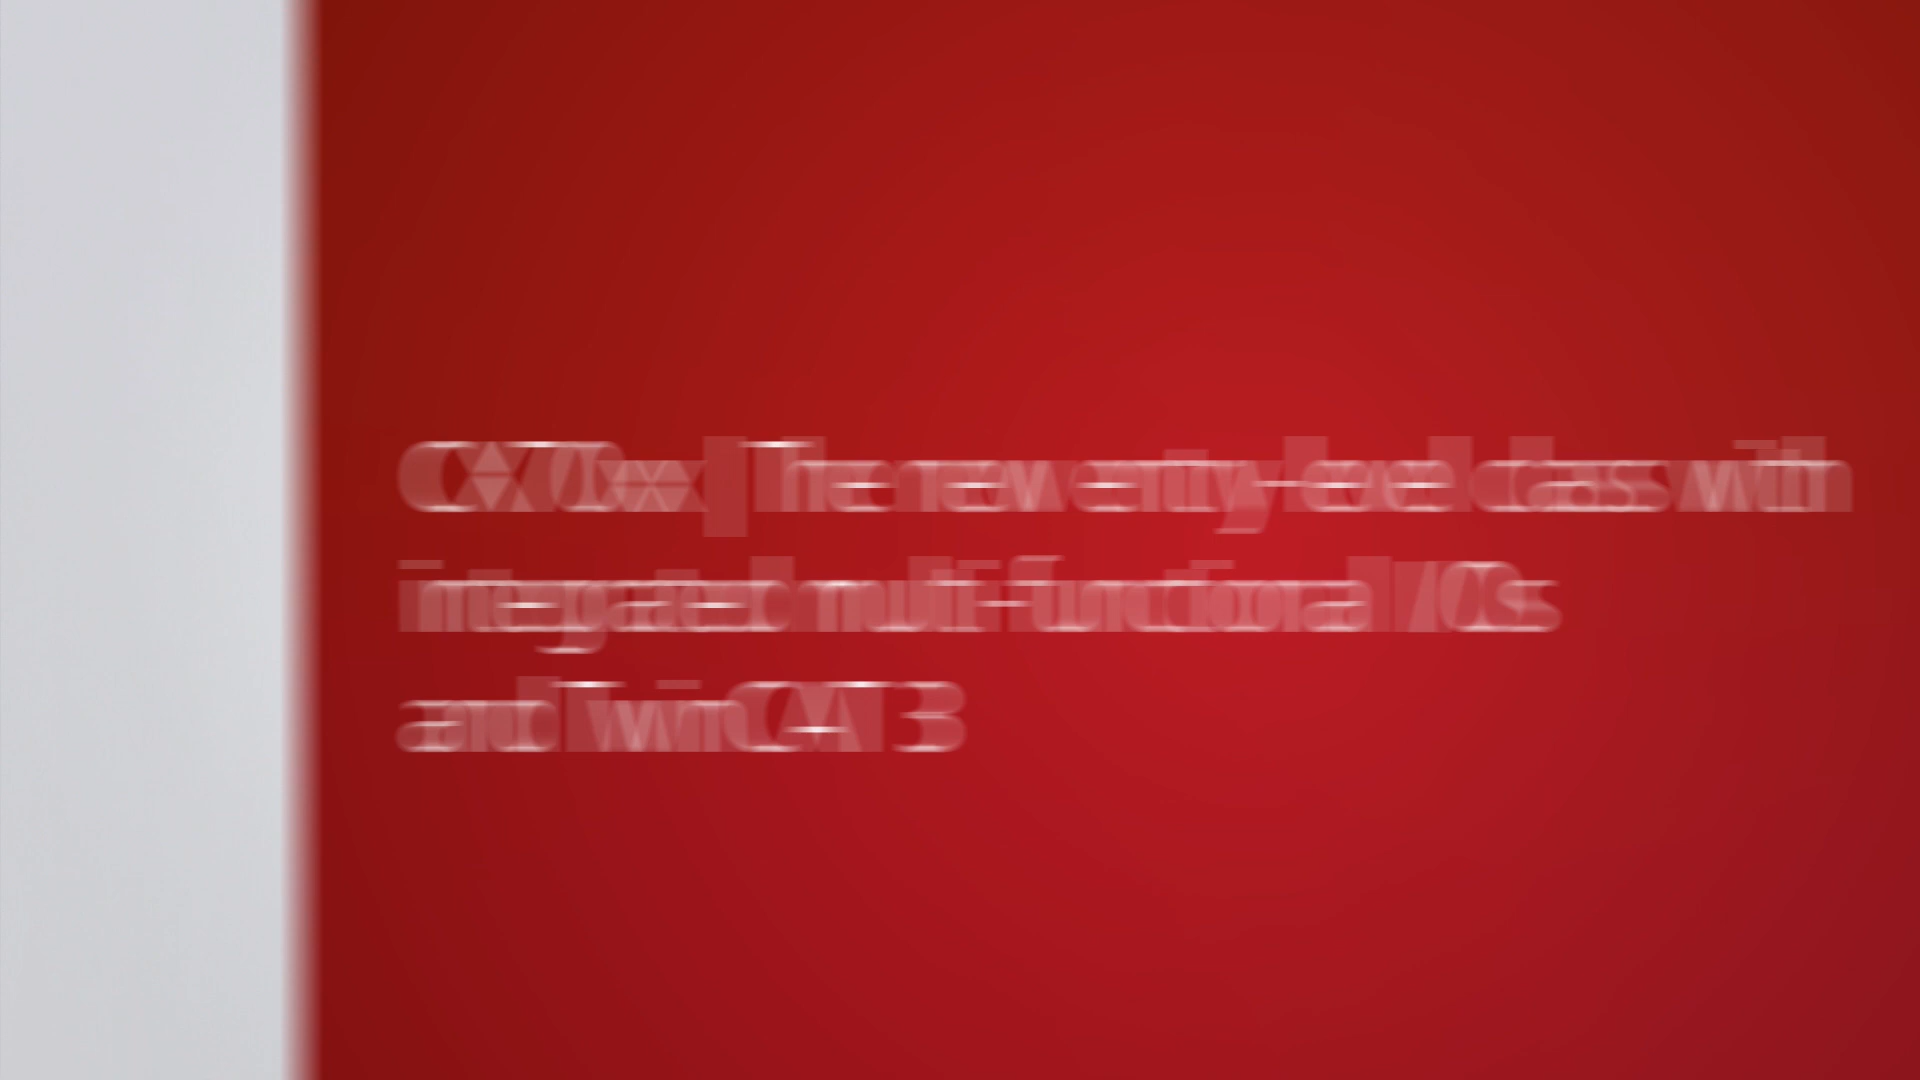 CX70xx | The new entry-level class with
integrated multi-functional I/Os
and TwinCAT 3